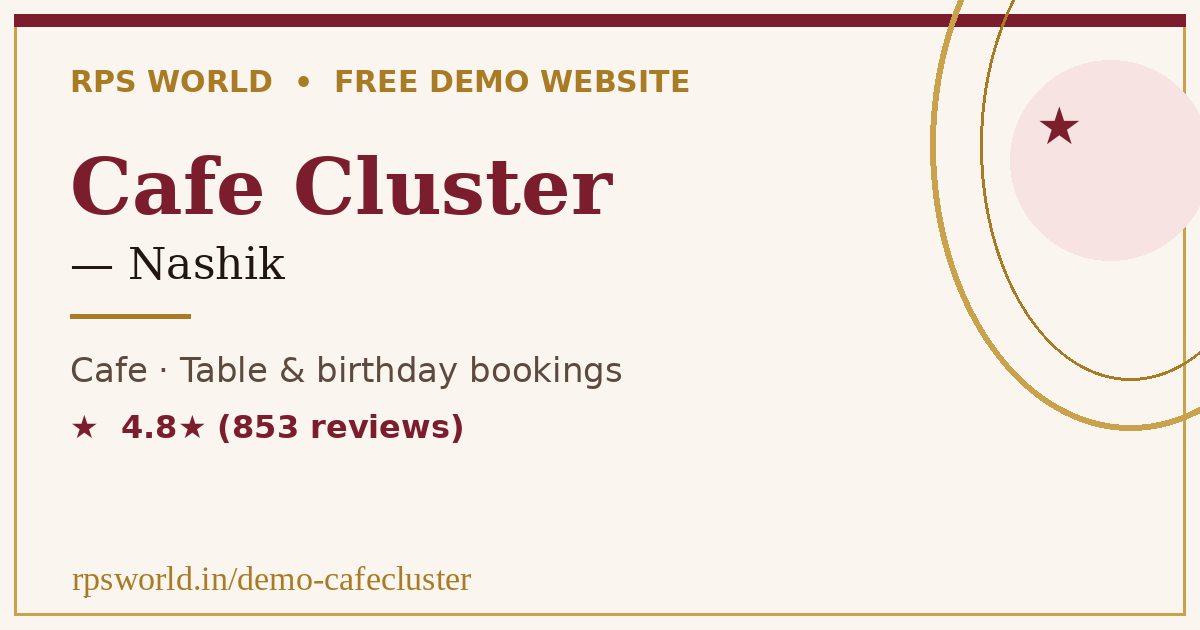 RPS WORLD • FREE DEMO WEBSITE
Cafe Cluster
— Nashik
Cafe · Table & birthday bookings
★ 4.8★ (853 reviews)
rpsworld.in/demo-cafecluster